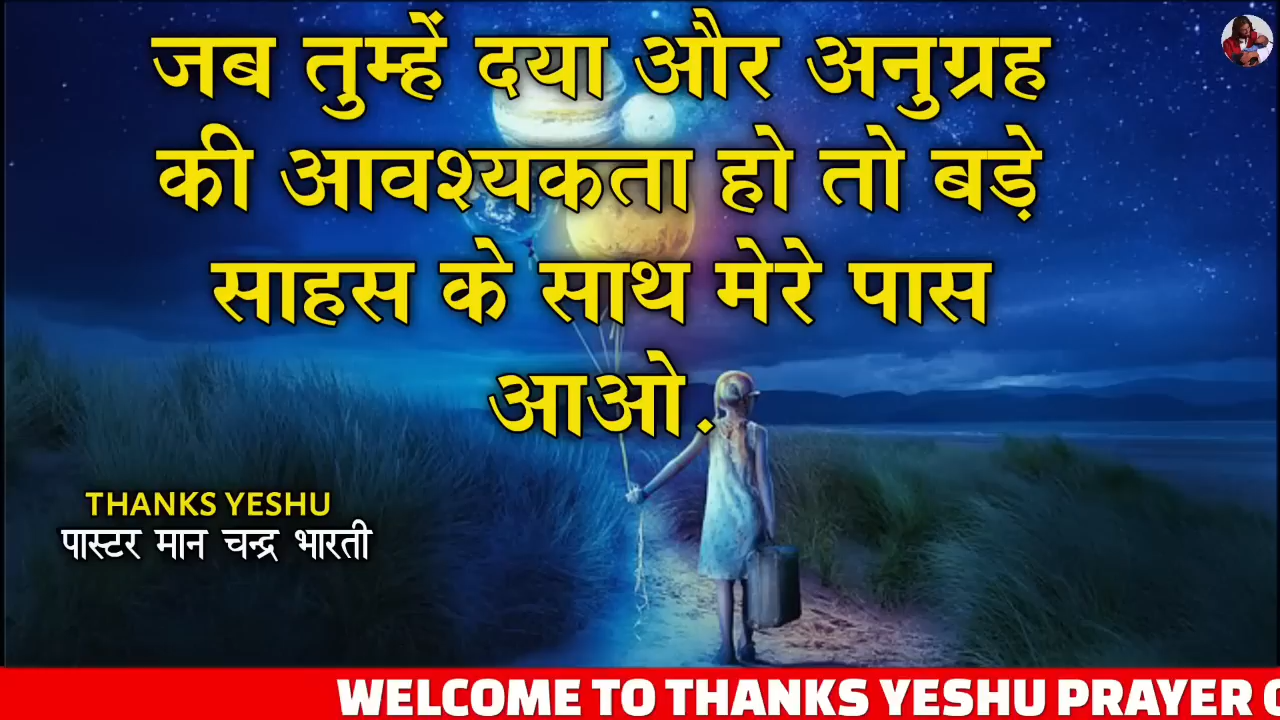 जब तुम्हें दया और अनुग्रह
की आवश्यकता हो तो बड़े
साहस के साथ मेरे पास
आओ.
THANKS YESHU
पास्टर मान चन्द्र भारती
WELCOME TO THANKS YESHU PRAYER